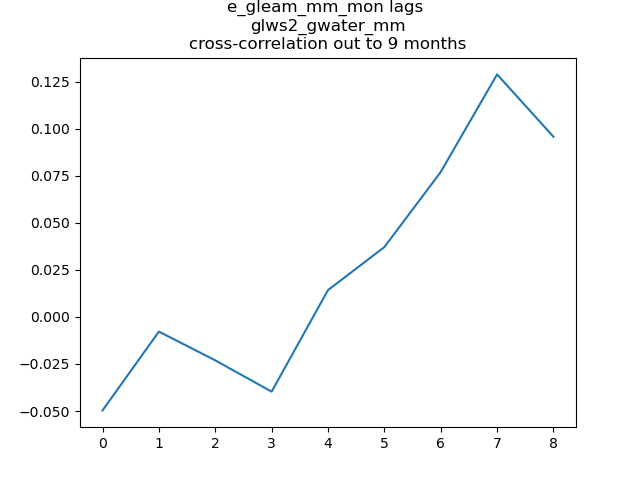 e_gleam_mm_mon lags
glws2_gwater_mm
cross-correlation out to 9 months
0.125
0.100
0.075
0.050
0.025
0.000
−0.025
−0.050
0 1 2 3 4 5 6 7 8